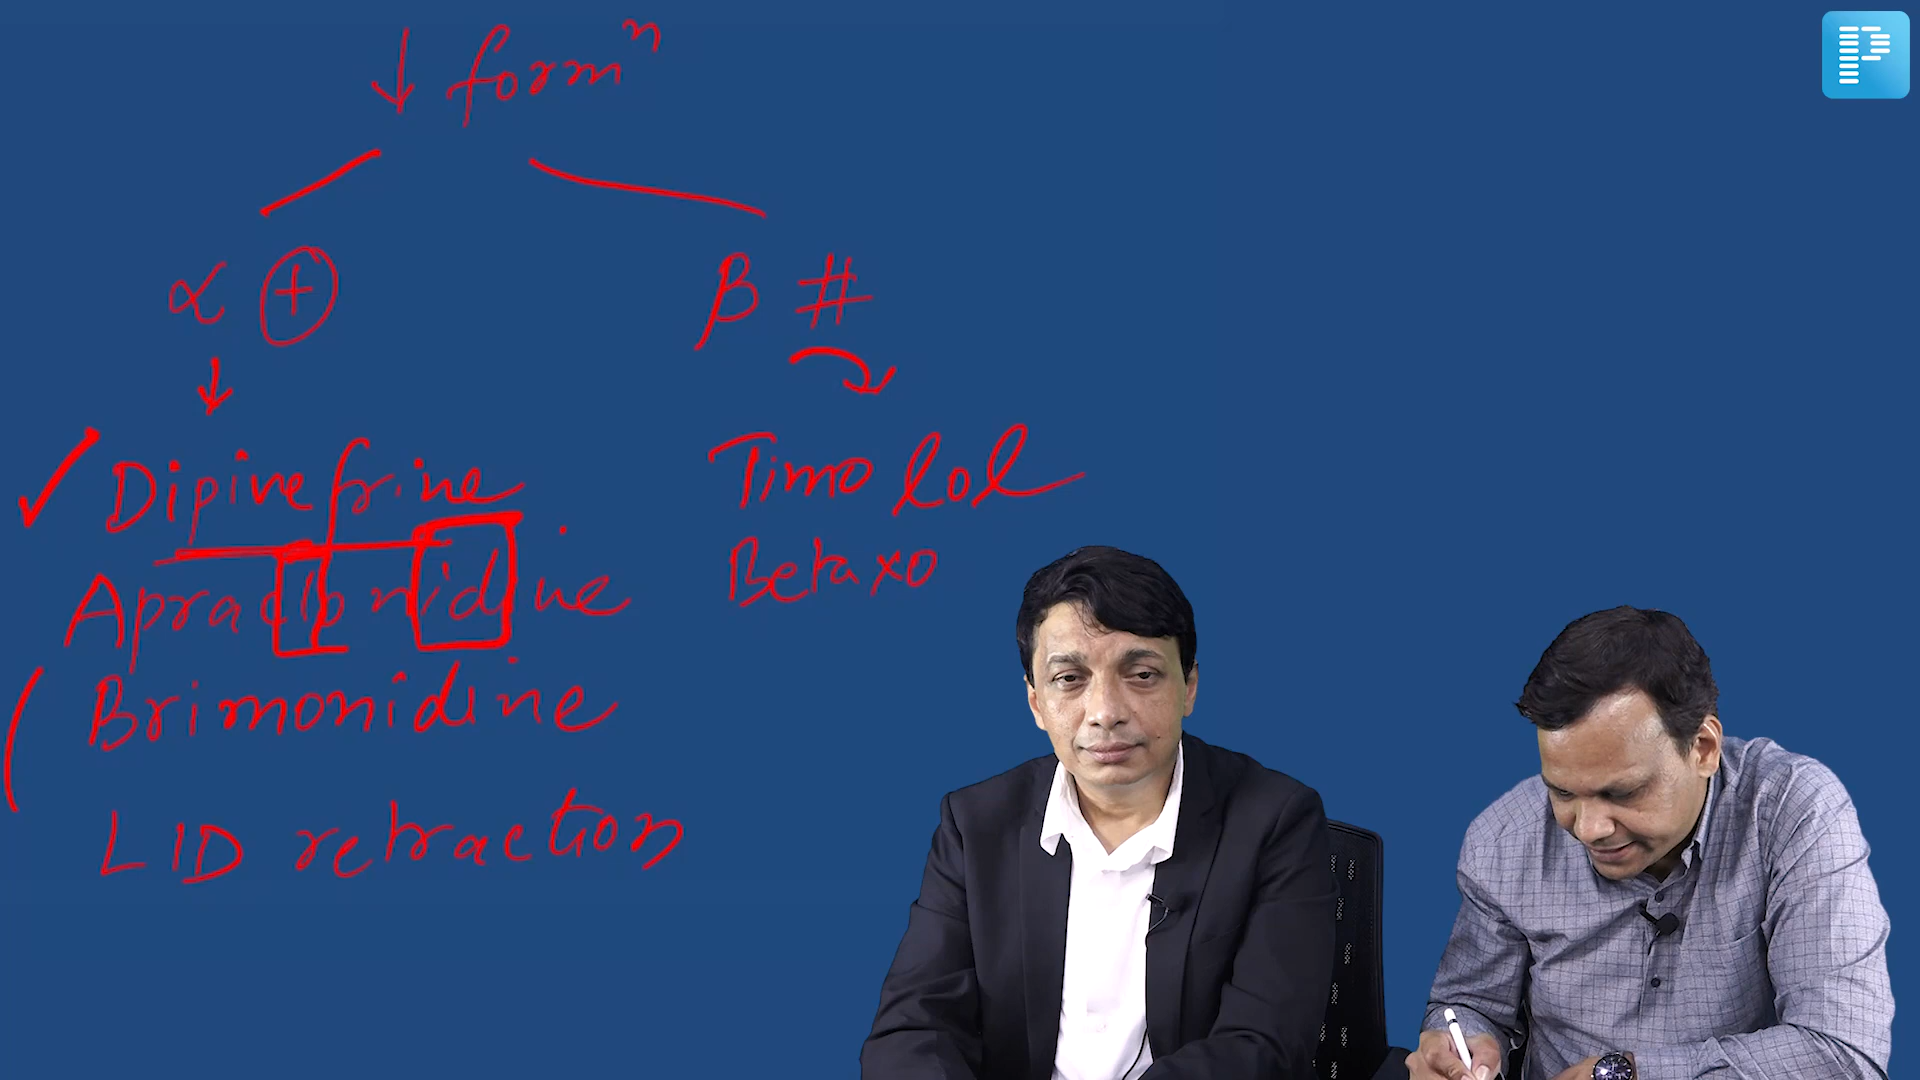 ↓ formⁿ
α ⊕
β #
↓
Dipivefrine
Apraclonidine
Brimonidine
LID retraction
Timolol
Betaxo